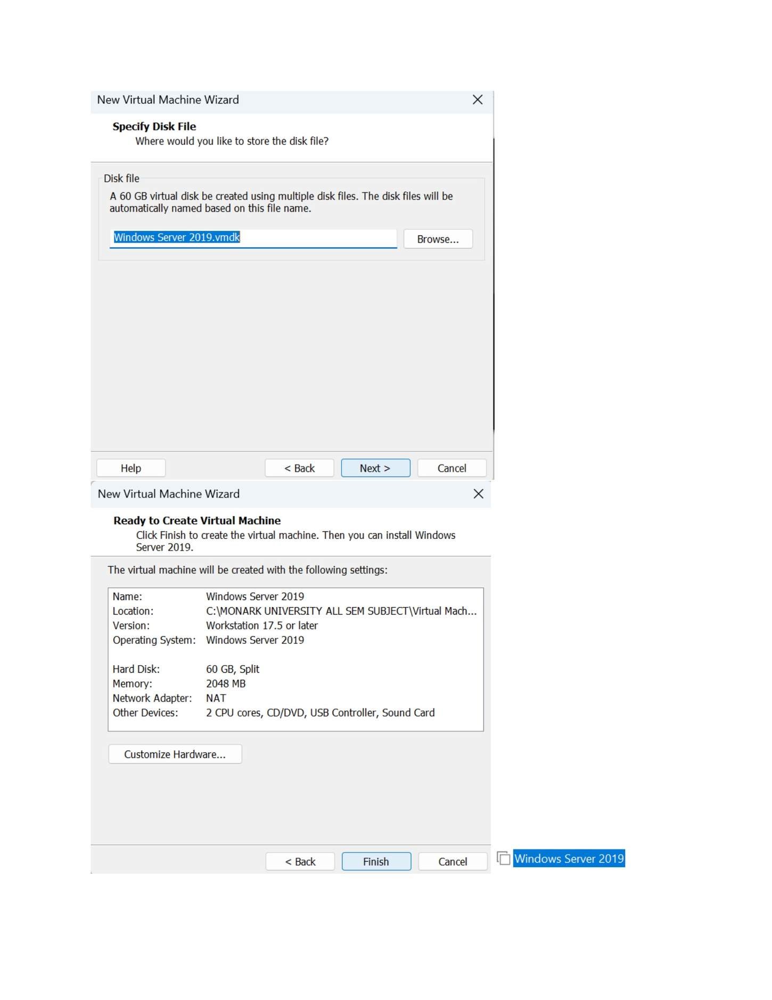 New Virtual Machine Wizard
Specify Disk File
Where would you like to store the disk file?
Disk file
A 60 GB virtual disk be created using multiple disk files. The disk files will be
automatically named based on this file name.
Windows Server 2019.vmdk
Browse...
Help
< Back
Next >
Cancel
New Virtual Machine Wizard
Ready to Create Virtual Machine
Click Finish to create the virtual machine. Then you can install Windows
Server 2019.
The virtual machine will be created with the following settings:
Name: Windows Server 2019
Location: C:\MONARK UNIVERSITY ALL SEM SUBJECT\Virtual Mach...
Version: Workstation 17.5 or later
Operating System: Windows Server 2019
Hard Disk: 60 GB, Split
Memory: 2048 MB
Network Adapter: NAT
Other Devices: 2 CPU cores, CD/DVD, USB Controller, Sound Card
Customize Hardware...
< Back
Finish
Cancel
Windows Server 2019